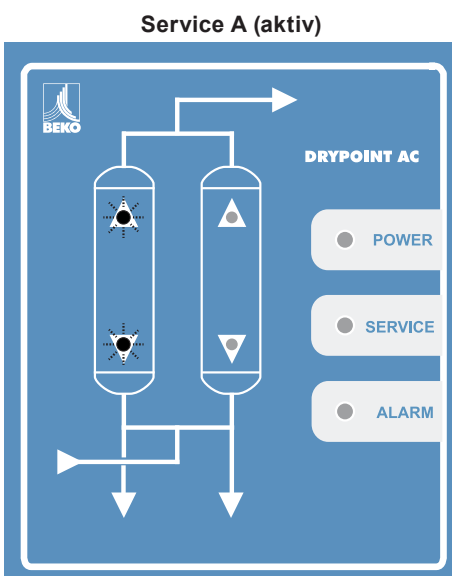 Service A (aktiv)
BEKO
DRYPOINT AC
POWER
SERVICE
ALARM